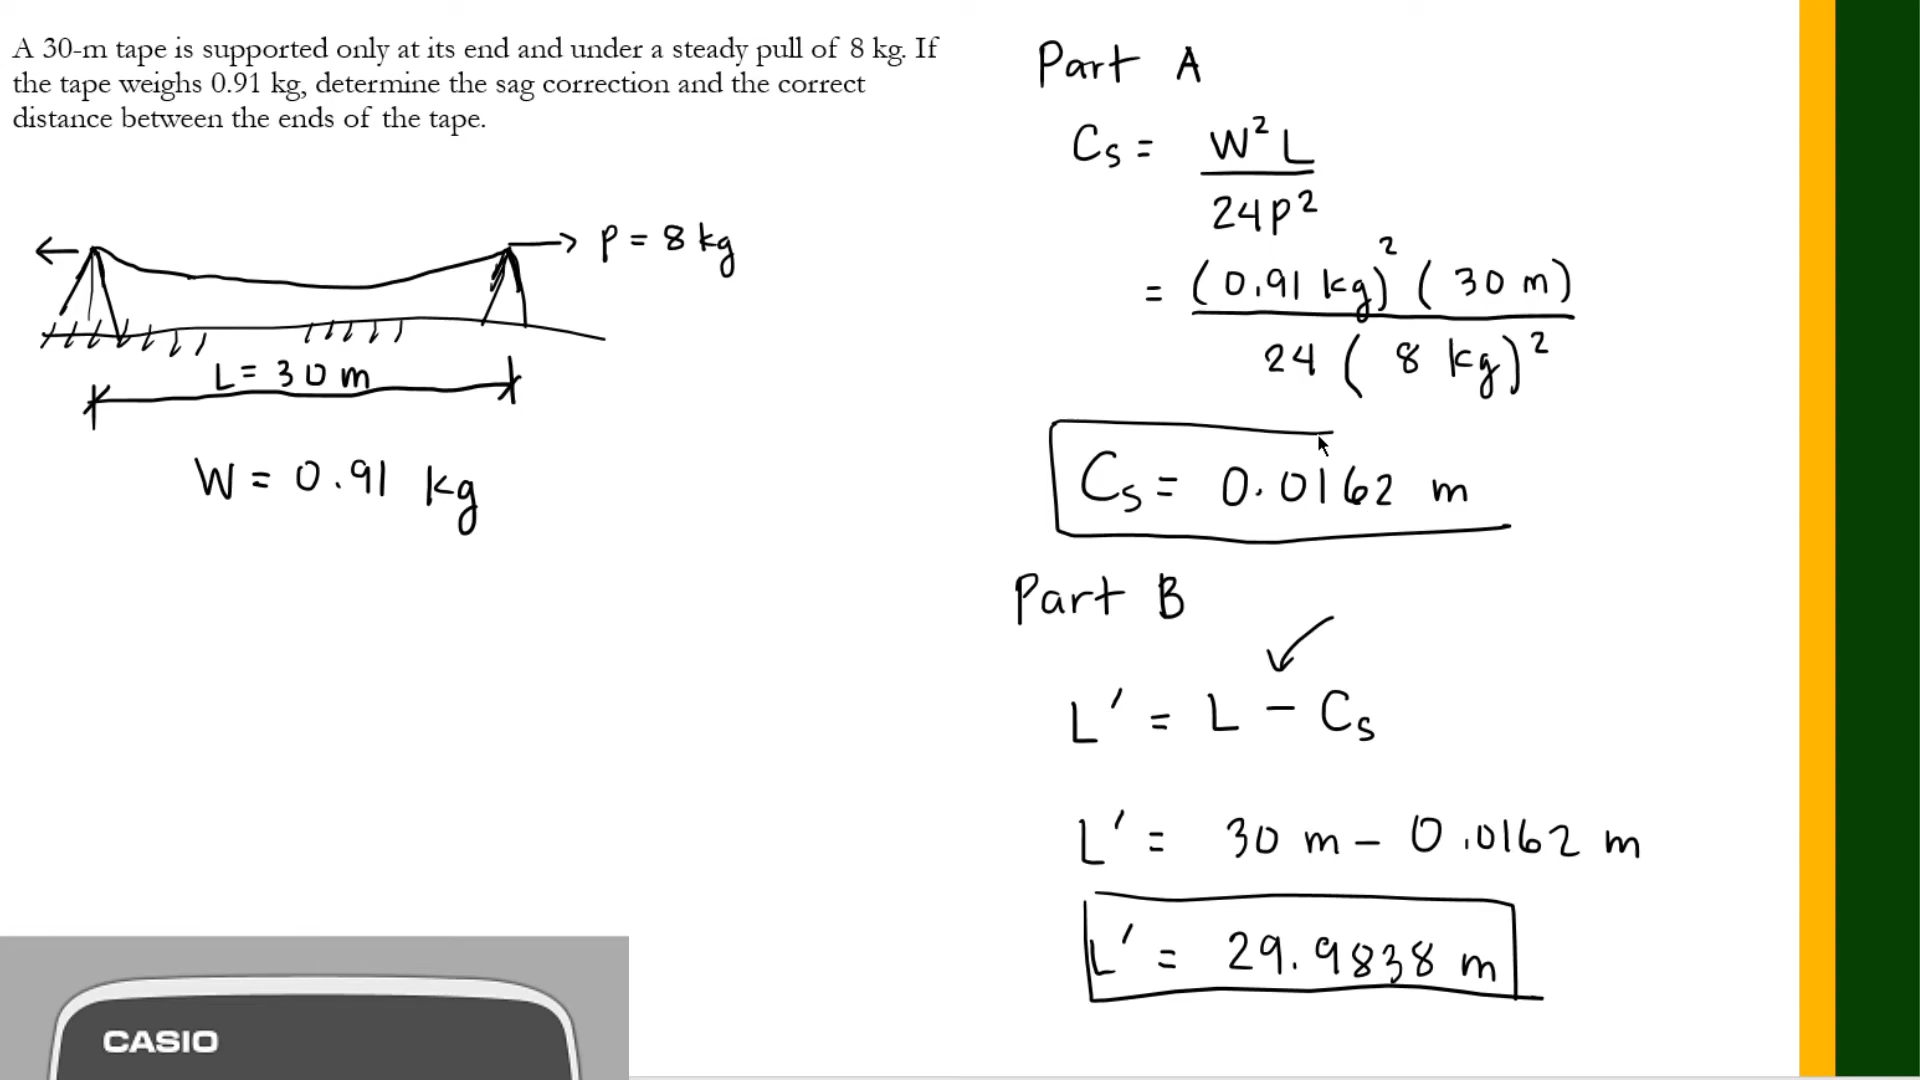 A 30-m tape is supported only at its end and under a steady pull of 8 kg. If
the tape weighs 0.91 kg, determine the sag correction and the correct
distance between the ends of the tape.
P = 8 kg
L = 30 m
W = 0.91 kg
Part A
Cs = W² L
24P²
= (0.91 kg)² (30 m)
24 (8 kg)²
Cs = 0.0162 m
Part B
L' = L - Cs
L' = 30 m - 0.0162 m
L' = 29.9838 m
CASIO